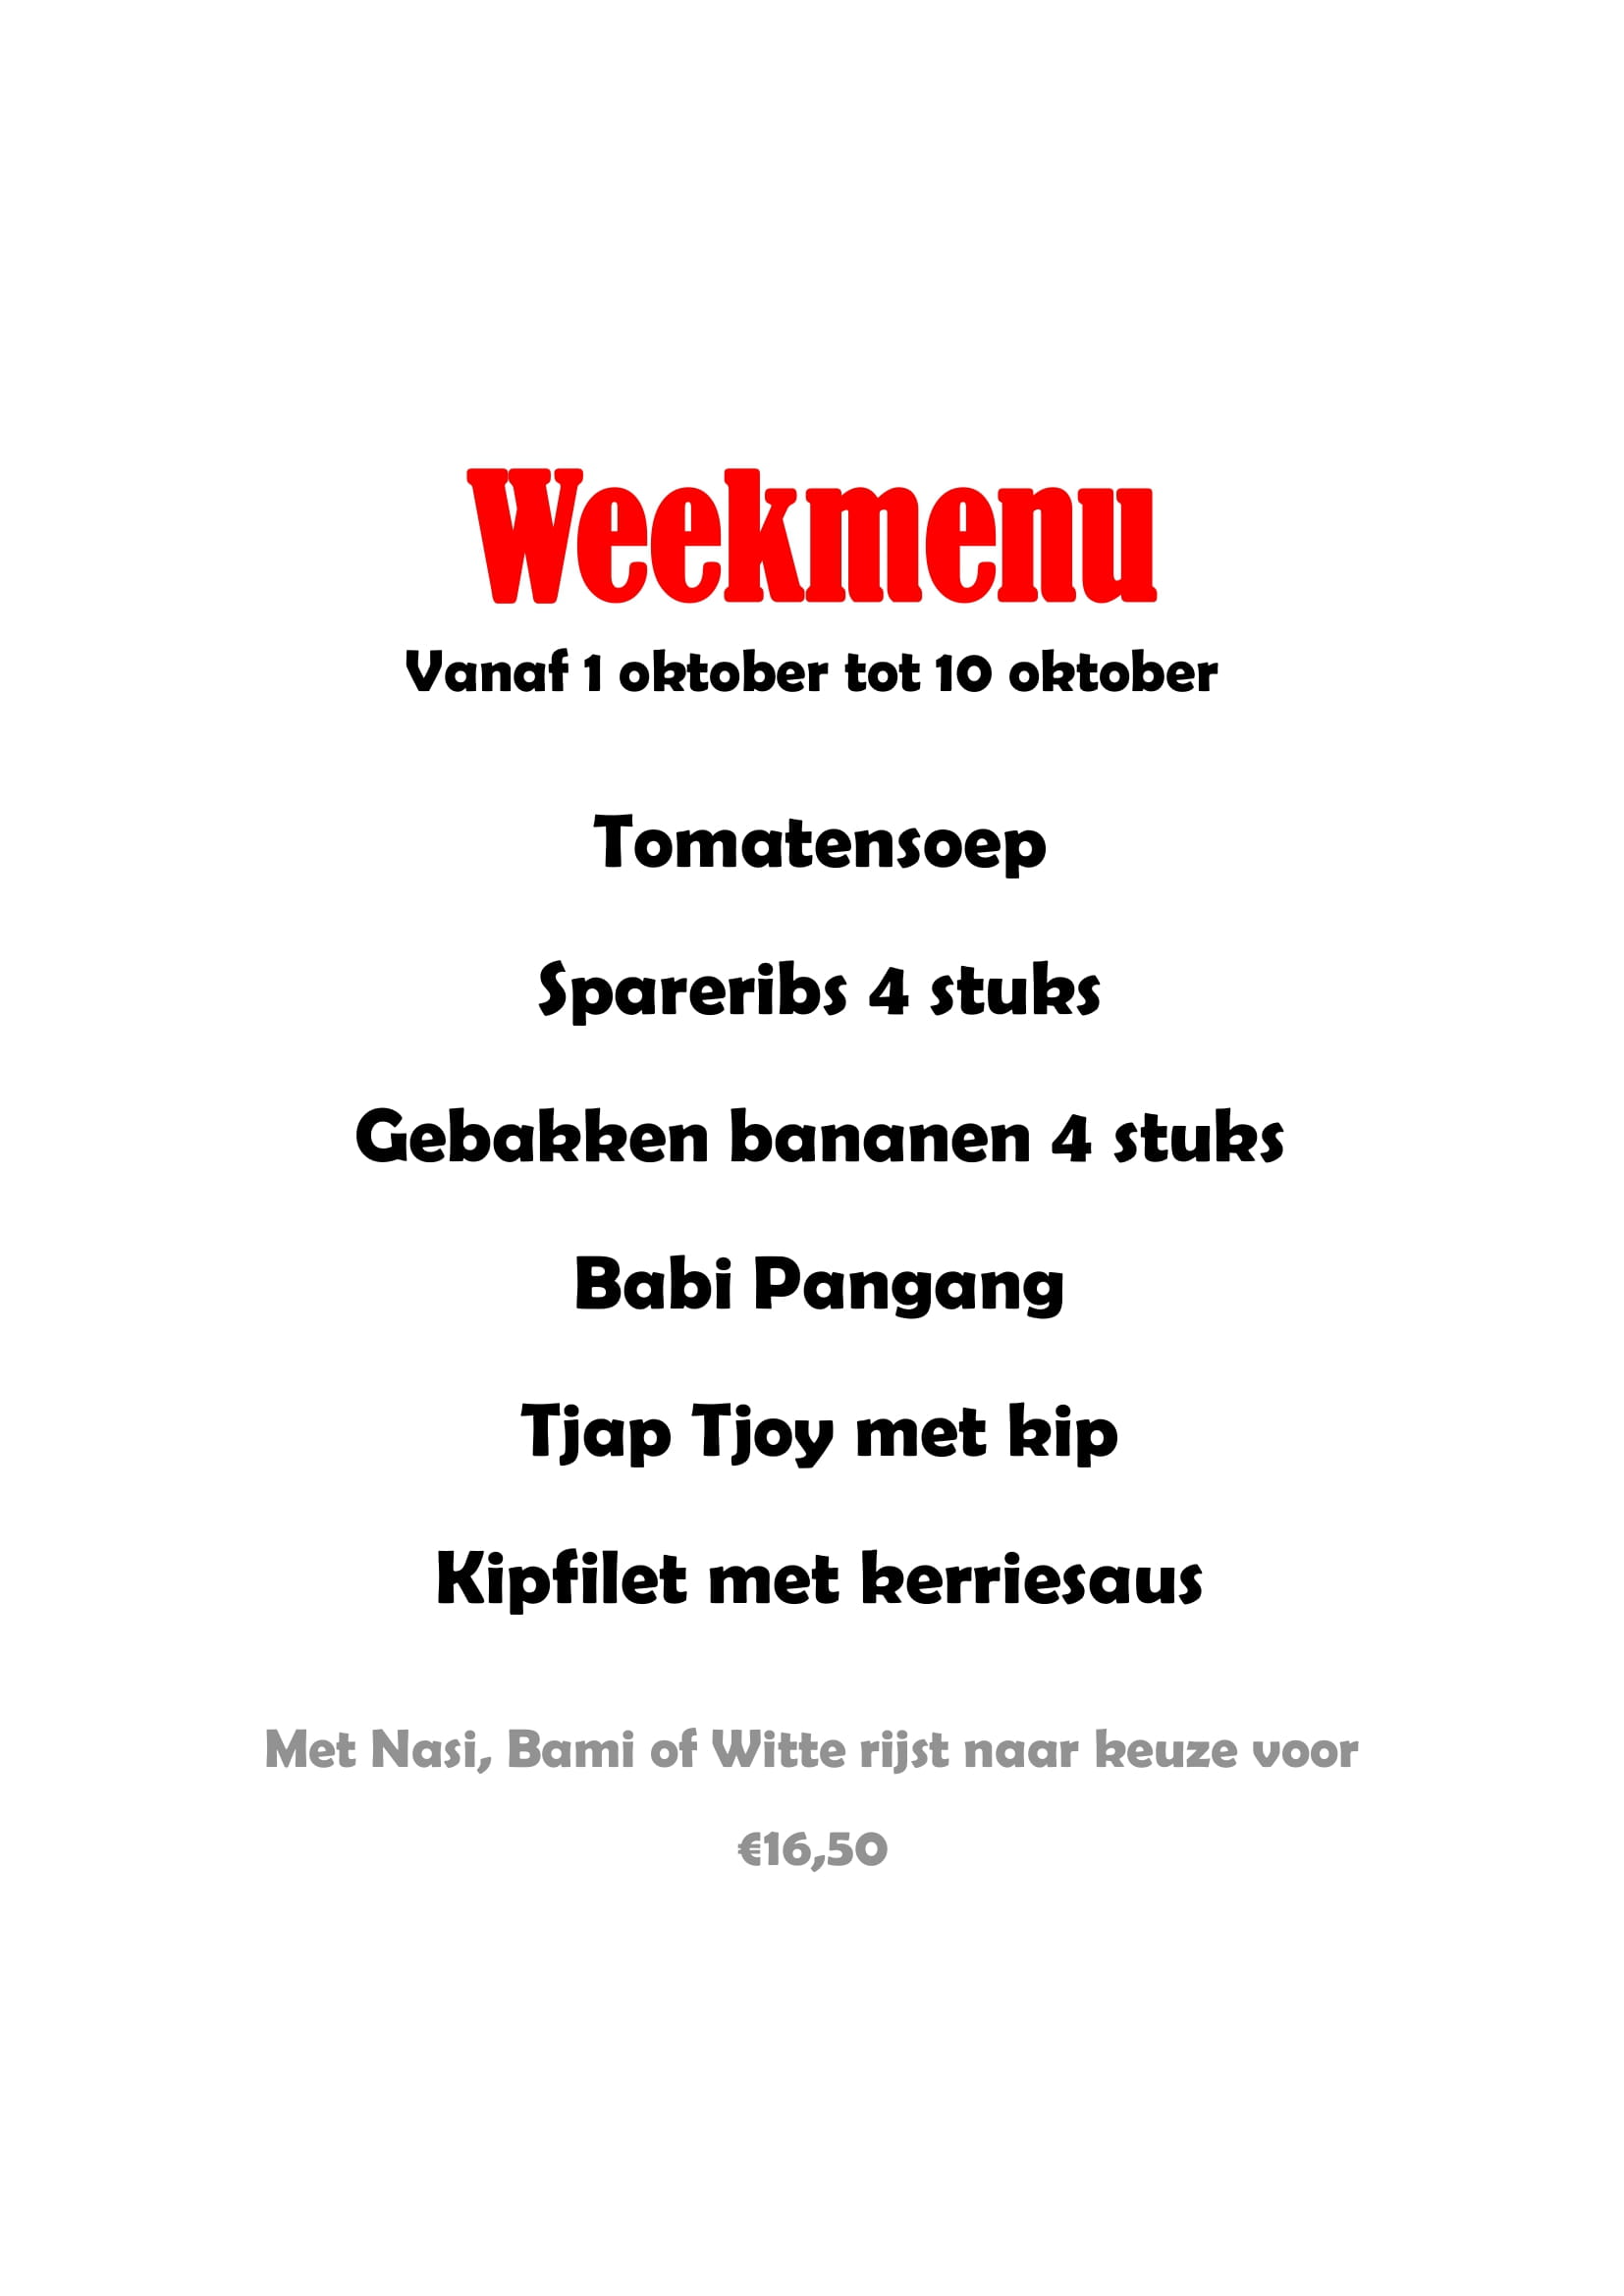 Weekmenu
Vanaf 1 oktober tot 10 oktober
Tomatensoep
Spareribs 4 stuks
Gebakken bananen 4 stuks
Babi Pangang
Tjap Tjoy met kip
Kipfilet met kerriesaus
Met Nasi, Bami of Witte rijst naar keuze voor
€16,50